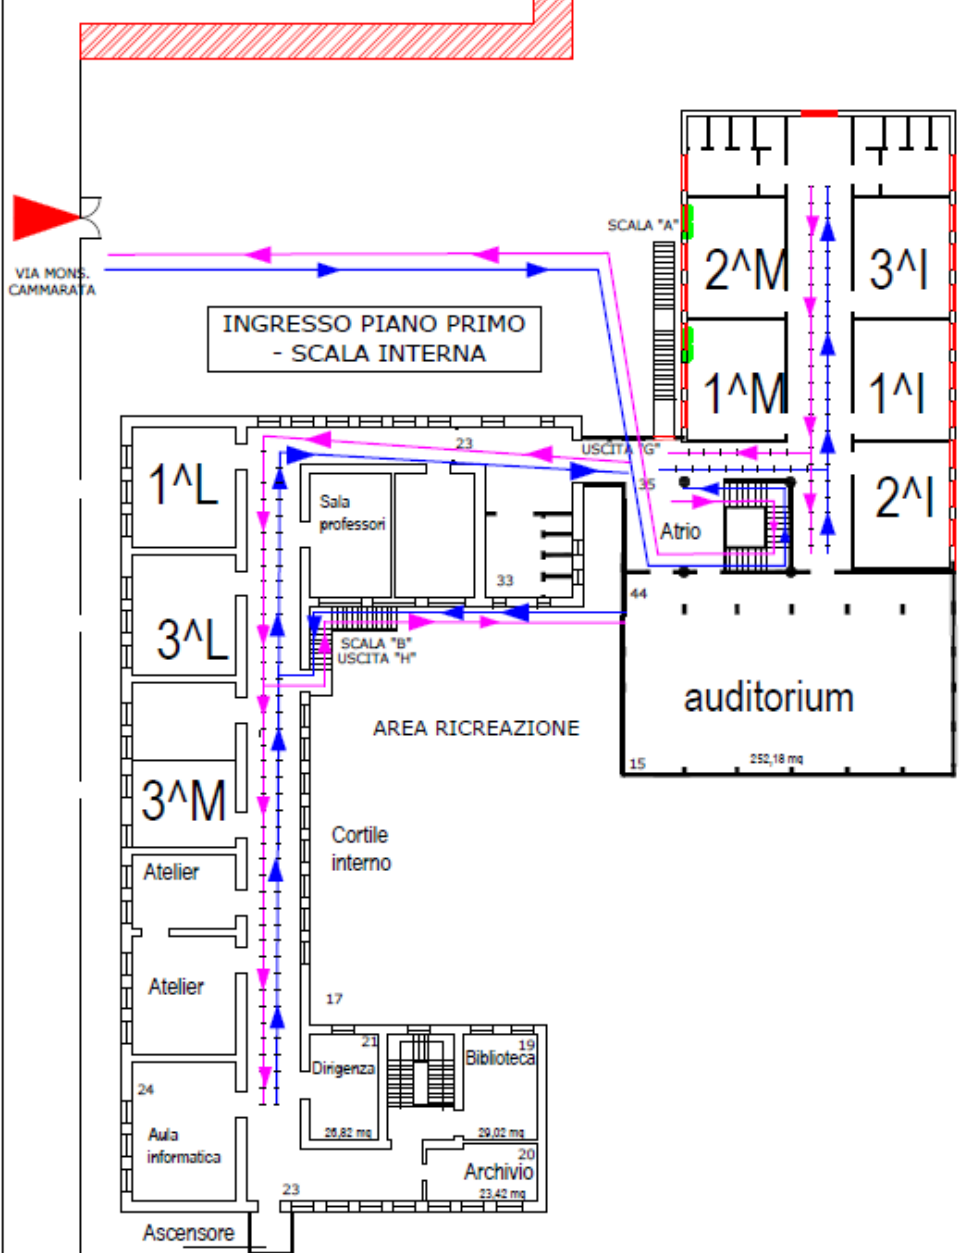 SCALA "A"
2^M
3^I
VIA MONS.
CAMMARATA
INGRESSO PIANO PRIMO
- SCALA INTERNA
1^M
1^I
23
USCITA "G"
1^L
Sala
professori
35
2^I
Atrio
33
44
3^L
SCALA "B"
USCITA "H"
auditorium
AREA RICREAZIONE
15
252,18 mq
3^M
Cortile
interno
Atelier
Atelier
17
21
19
Dirigenza
Biblioteca
24
26,82 mq
29,02 mq
Aula
informatica
20
Archivio
23
23,42 mq
Ascensore